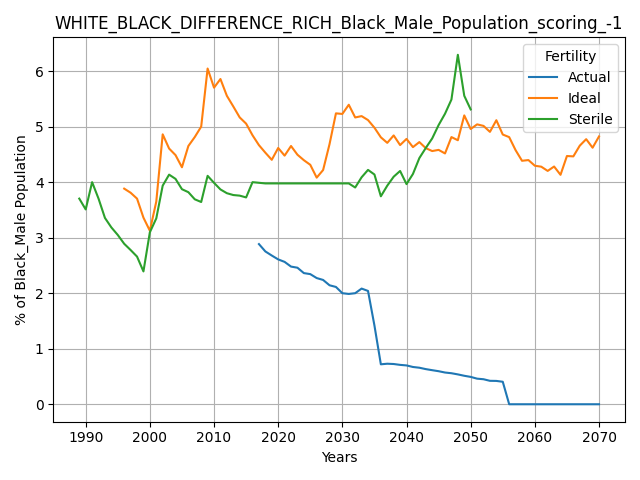 WHITE_BLACK_DIFFERENCE_RICH_Black_Male_Population_scoring_-1
Fertility
Actual
Ideal
Sterile
% of Black_Male Population
6
5
4
3
2
1
0
1990 2000 2010 2020 2030 2040 2050 2060 2070
Years